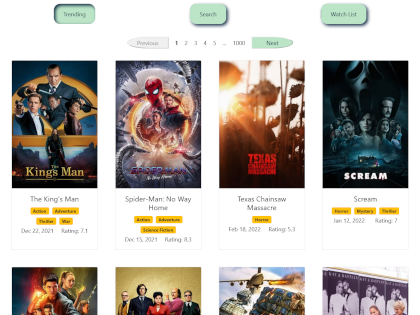 Trending
Search
Watch List
Previous 1 2 3 4 5 ... 1000 Next
The
King's Man
SPIDER-MAN
NO WAY HOME
TEXAS
CHAINSAW
MASSACRE
SCREAM
The King's Man
Action Adventure
Thriller War
Dec 22, 2021 Rating: 7.1
Spider-Man: No Way
Home
Action Adventure
Science Fiction
Dec 15, 2021 Rating: 8.3
Texas Chainsaw
Massacre
Horror
Feb 18, 2022 Rating: 5.3
Scream
Horror Mystery Thriller
Jan 12, 2022 Rating: 7